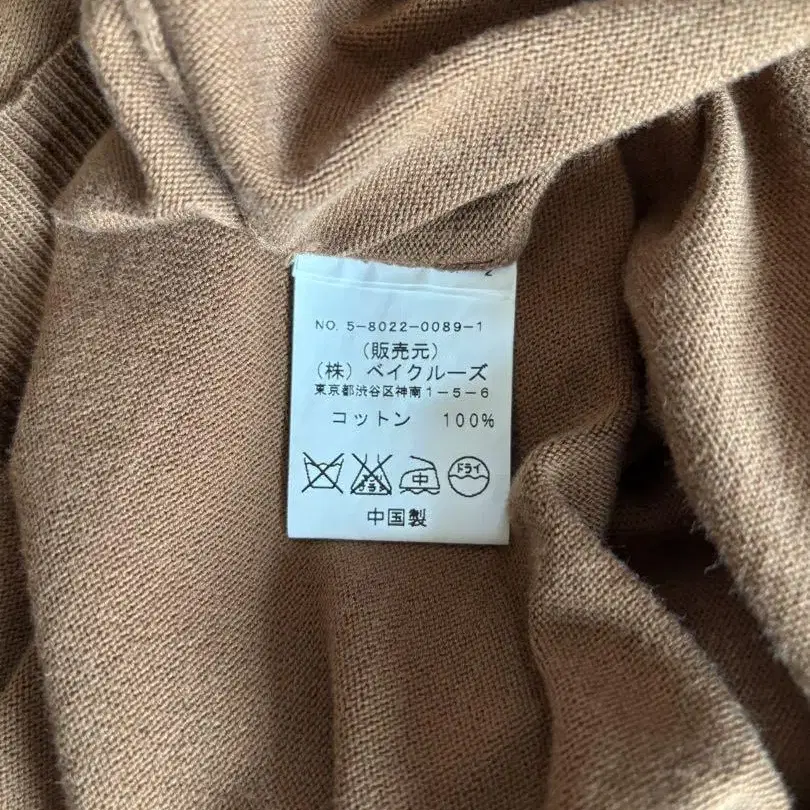 NO. 5-8022-0089-1
(販売元)
(株) ベイクルーズ
東京都渋谷区神南1-5-6
コットン 100%
中 ドライ
中国製